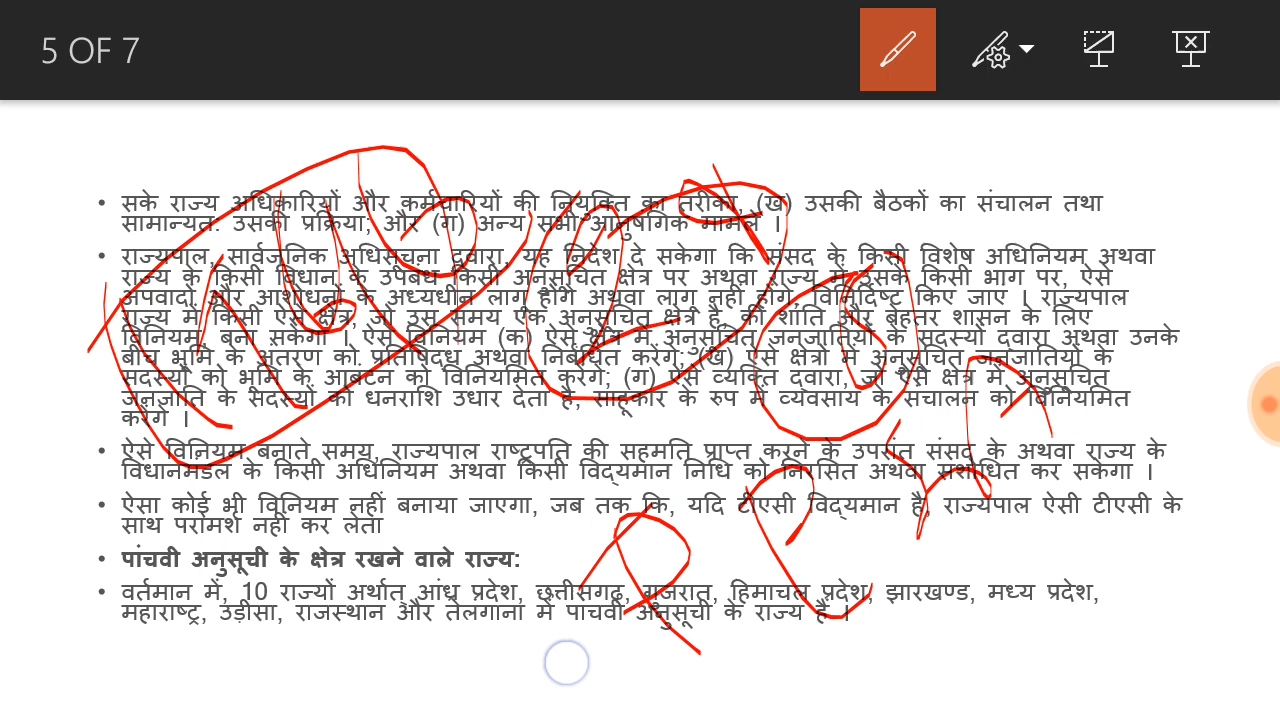 5 OF 7
• सके राज्य अधिकारियों और कर्मचारियों की नियुक्ति का तरीका, (ख) उसकी बैठकों का संचालन तथा
सामान्यत: उसकी प्रक्रिया; और (ग) अन्य सभी आनुषंगिक मामले ।
• राज्यपाल, सार्वजनिक अधिसूचना द्वारा, यह निदेश दे सकेगा कि संसद के किसी विशेष अधिनियम अथवा
राज्य के किसी विधान के उपबंध किसी अनुसूचित क्षेत्र पर अथवा राज्य में उसके किसी भाग पर, ऐसे
अपवादों और आशोधनों के अध्यधीन लागू होंगे अथवा लागू नहीं होंगे, विनिर्दिष्ट किए जाएं । राज्यपाल
राज्य में किसी ऐसे क्षेत्र, जो उस समय एक अनुसूचित क्षेत्र है, की शांति और बेहतर शासन के लिए
विनियम, बना सकेगा । ऐसे विनियम (क) ऐसे क्षेत्र में अनुसूचित जनजातियों के सदस्यों द्वारा अथवा उनके
बीच भूमि के अंतरण को प्रतिबद्ध अथवा निर्बंधित करेंगे; (ख) ऐसे क्षेत्रों में अनुसूचित जनजातियों के
सदस्यों को भूमि के आबंटन को विनियमित करेंगे; (ग) ऐसे व्यक्ति द्वारा, जो ऐसे क्षेत्र में अनुसूचित
जनजाति के सदस्यों को धनराशि उधार देता है, साहूकार के रुप में व्यवसाय के संचालन को विनियमित
करेंगे ।
• ऐसे विनियम बनाते समय, राज्यपाल राष्ट्रपति की सहमति प्राप्त करने के उपरांत संसद के अथवा राज्य के
विधानमंडल के किसी अधिनियम अथवा किसी विद्यमान निधि को निरसित अथवा संशोधित कर सकेगा ।
• ऐसा कोई भी विनियम नहीं बनाया जाएगा, जब तक कि, यदि टीएसी विद्यमान है, राज्यपाल ऐसी टीएसी के
साथ परामर्श नहीं कर लेता
• पांचवी अनुसूची के क्षेत्र रखने वाले राज्य:
• वर्तमान में, 10 राज्यों अर्थात आंध्र प्रदेश, छत्तीसगढ़, गुजरात, हिमाचल प्रदेश, झारखण्ड, मध्य प्रदेश,
महाराष्ट्र, उड़ीसा, राजस्थान और तेलंगाना में पांचवी अनुसूची के राज्य हैं ।